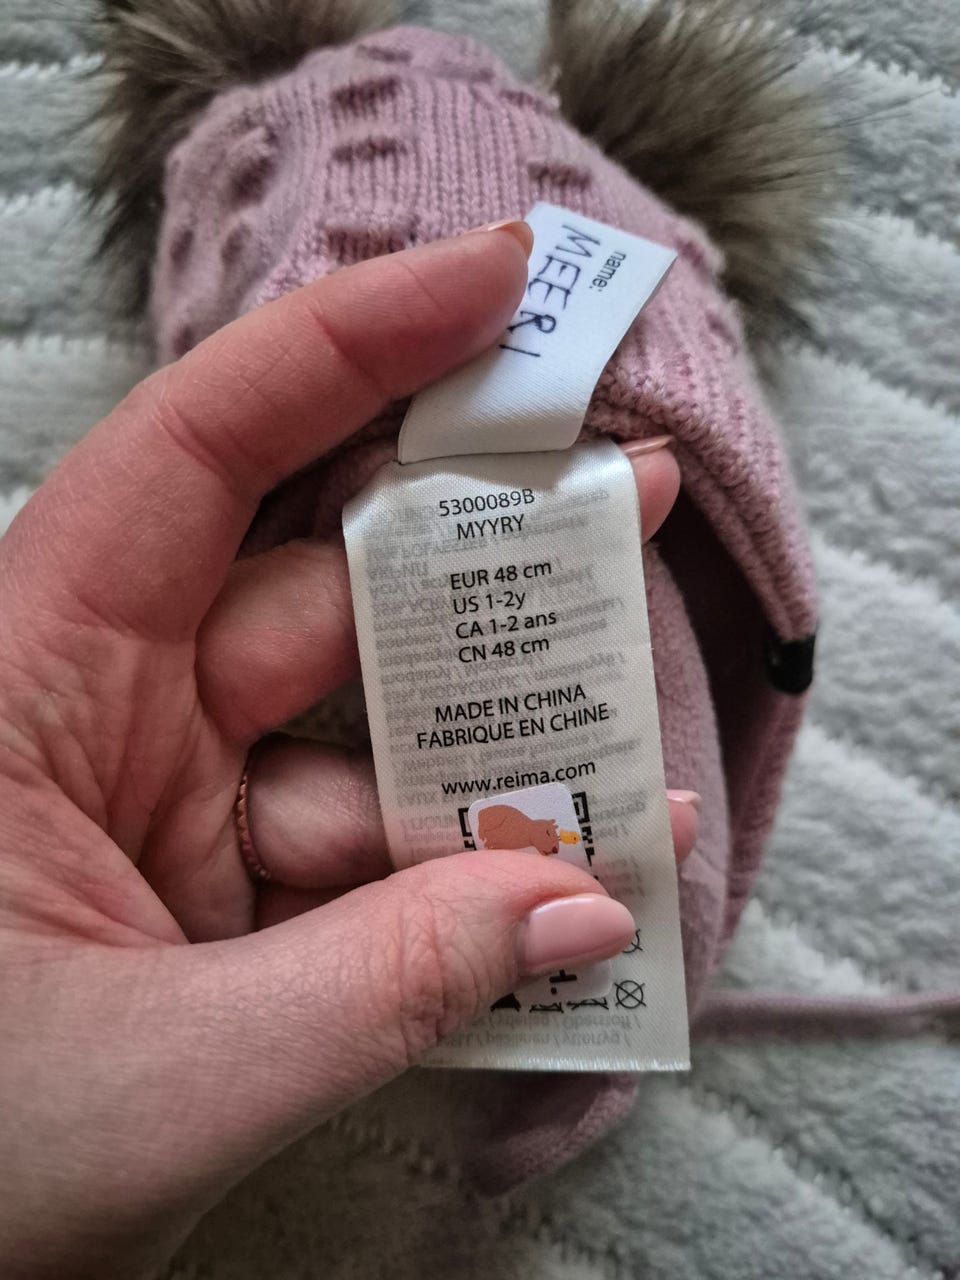 name:
MEERI
5300089B
MYYRY
EUR 48 cm
US 1-2y
CA 1-2 ans
CN 48 cm
MADE IN CHINA
FABRIQUE EN CHINE
www.reima.com